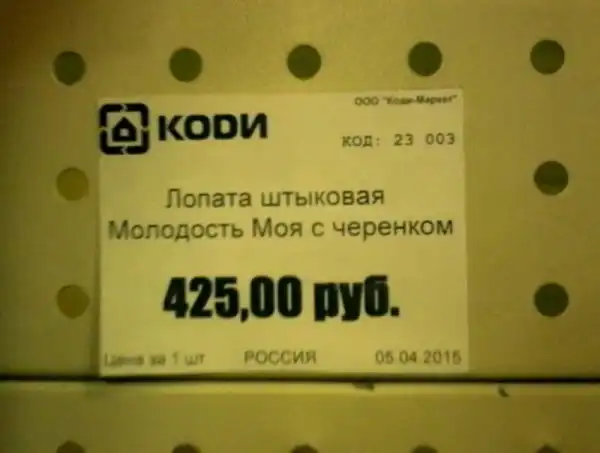 ООО "Коди-Маркет"
КОДИ
КОД: 23 003
Лопата штыковая
Молодость Моя с черенком
425,00 руб.
Цена за 1 шт РОССИЯ 05.04.2015